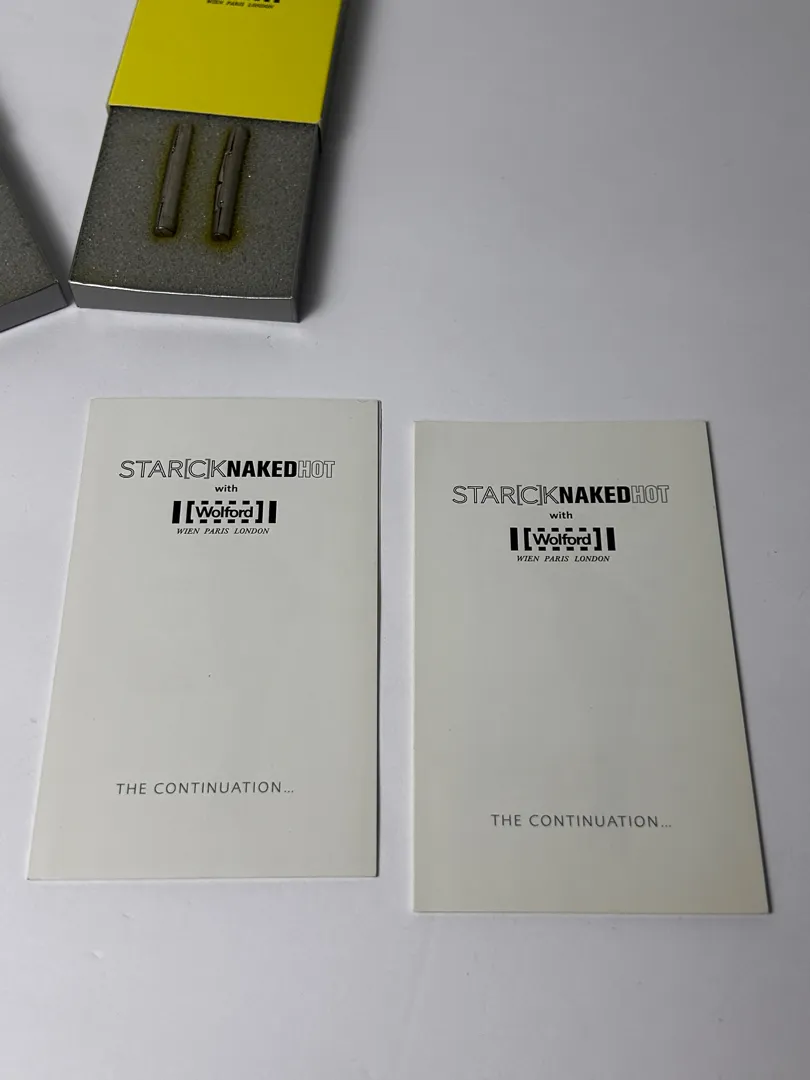 WIEN PARIS LONDON
STAR[C]KNAKEDHOT
with
[Wolford]
WIEN PARIS LONDON
THE CONTINUATION...
STAR[C]KNAKEDHOT
with
[Wolford]
WIEN PARIS LONDON
THE CONTINUATION...